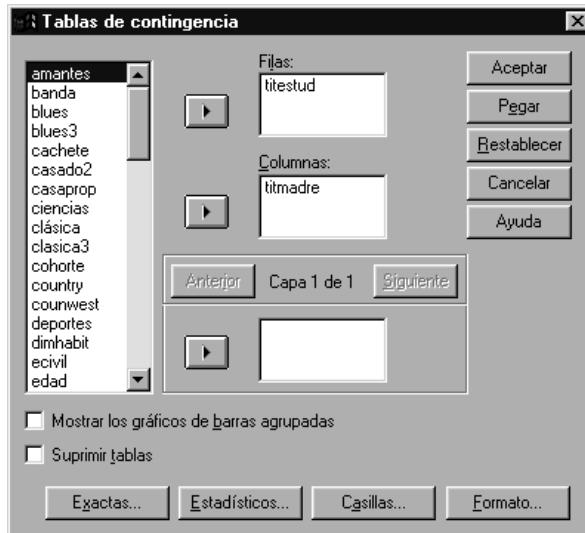 Tablas de contingencia
amantes
banda
blues
blues3
cachete
casado2
casaprop
ciencias
clásica
clasica3
cohorte
country
counwest
deportes
dimhabit
ecivil
edad
Filas:
titestud
Columnas:
titmadre
Anterior
Capa 1 de 1
Siguiente
Aceptar
Pegar
Restablecer
Cancelar
Ayuda
Mostrar los gráficos de barras agrupadas
Suprimir tablas
Exactas...
Estadísticos...
Casillas...
Formato...